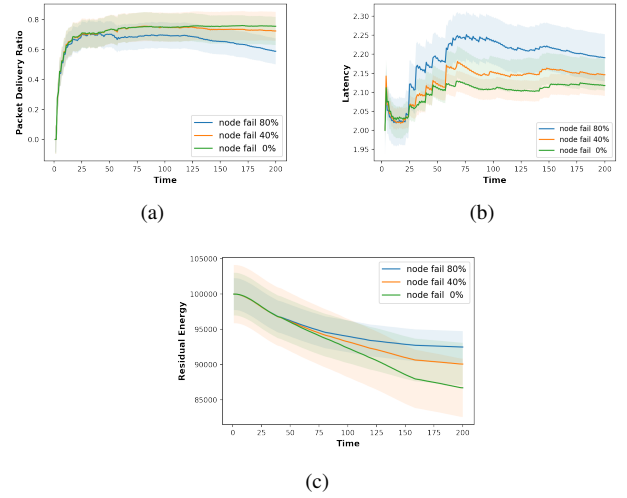 Packet Delivery Ratio
0.8
0.6
0.4
0.2
0.0
node fail 80%
node fail 40%
node fail 0%
0 25 50 75 100 125 150 175 200
Time
(a)
Latency
2.30
2.25
2.20
2.15
2.10
2.05
2.00
1.95
node fail 80%
node fail 40%
node fail 0%
0 25 50 75 100 125 150 175 200
Time
(b)
Residual Energy
105000
100000
95000
90000
85000
node fail 80%
node fail 40%
node fail 0%
0 25 50 75 100 125 150 175 200
Time
(c)